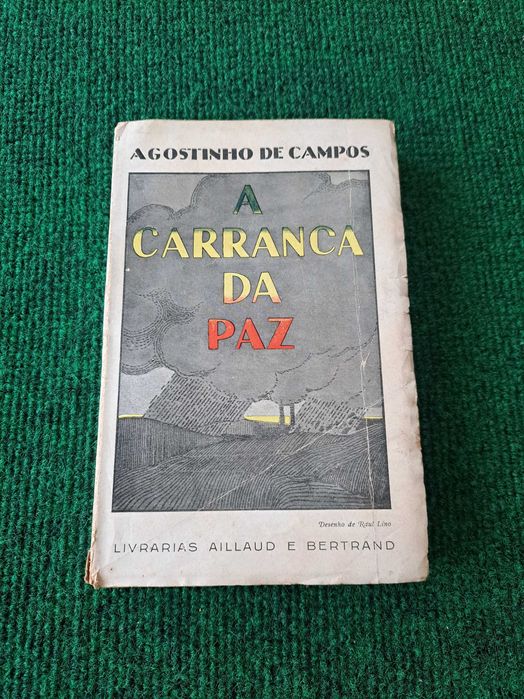 AGOSTINHO DE CAMPOS
A
CARRANCA
DA
PAZ
Desenho de Raul Lino
LIVRARIAS AILLAUD E BERTRAND